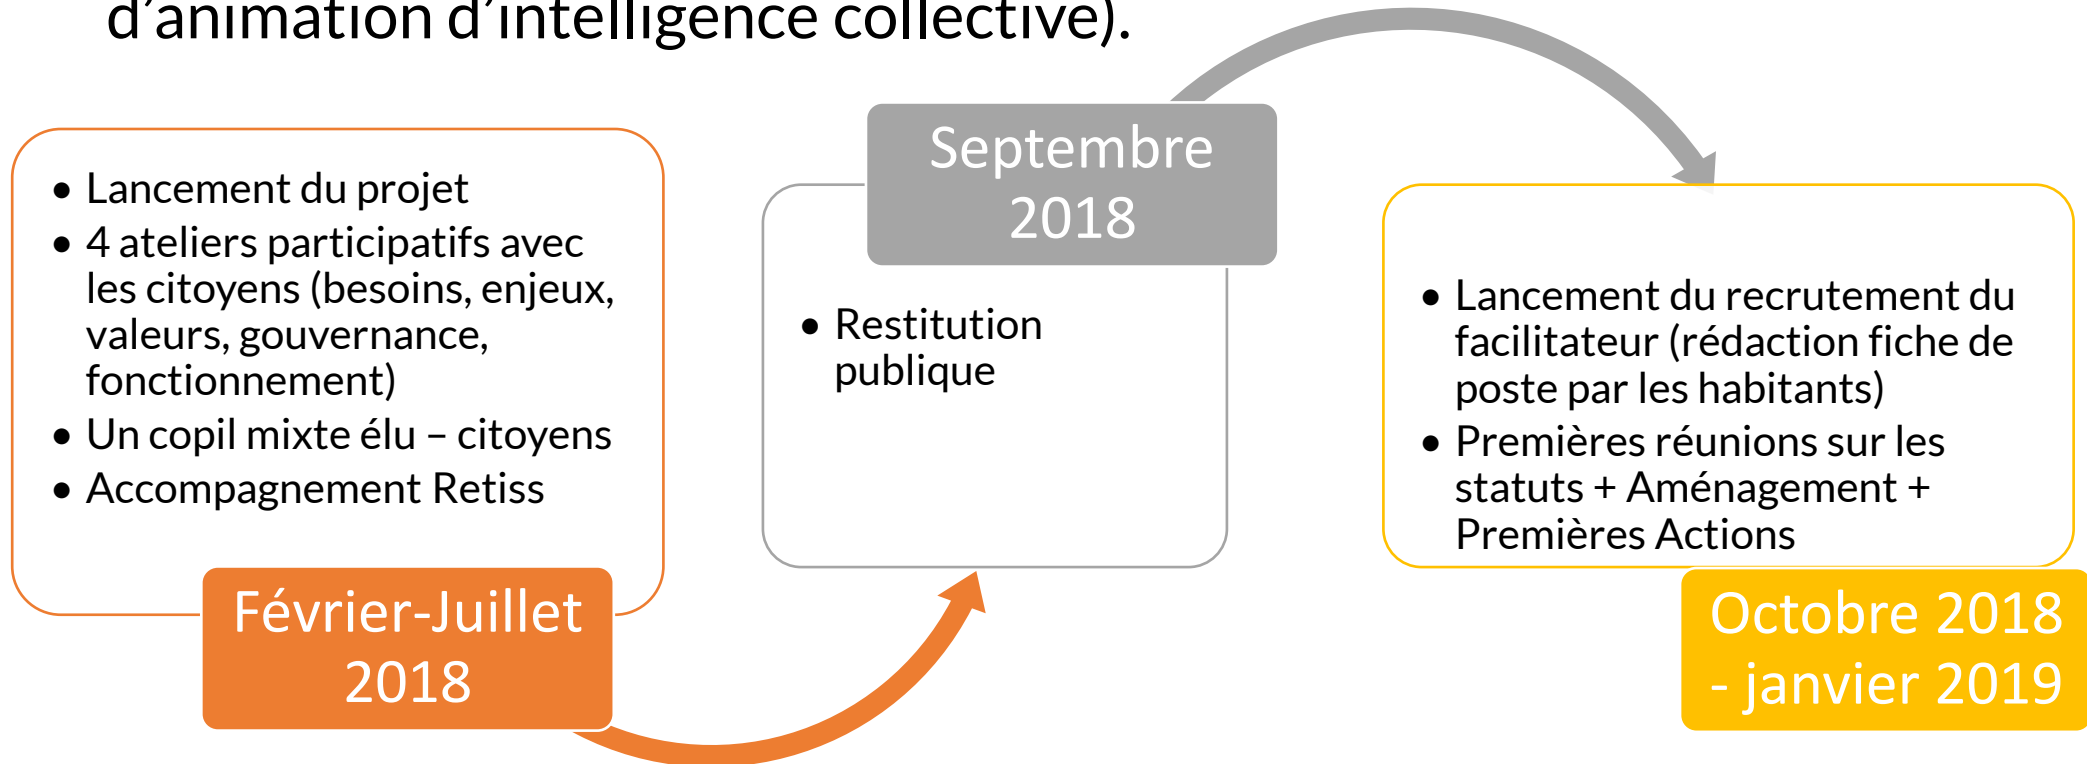 d’animation d’intelligence collective).
• Lancement du projet
• 4 ateliers participatifs avec
les citoyens (besoins, enjeux,
valeurs, gouvernance,
fonctionnement)
• Un copil mixte élu – citoyens
• Accompagnement Retiss
Février-Juillet
2018
Septembre
2018
• Restitution
publique
• Lancement du recrutement du
facilitateur (rédaction fiche de
poste par les habitants)
• Premières réunions sur les
statuts + Aménagement +
Premières Actions
Octobre 2018
- janvier 2019